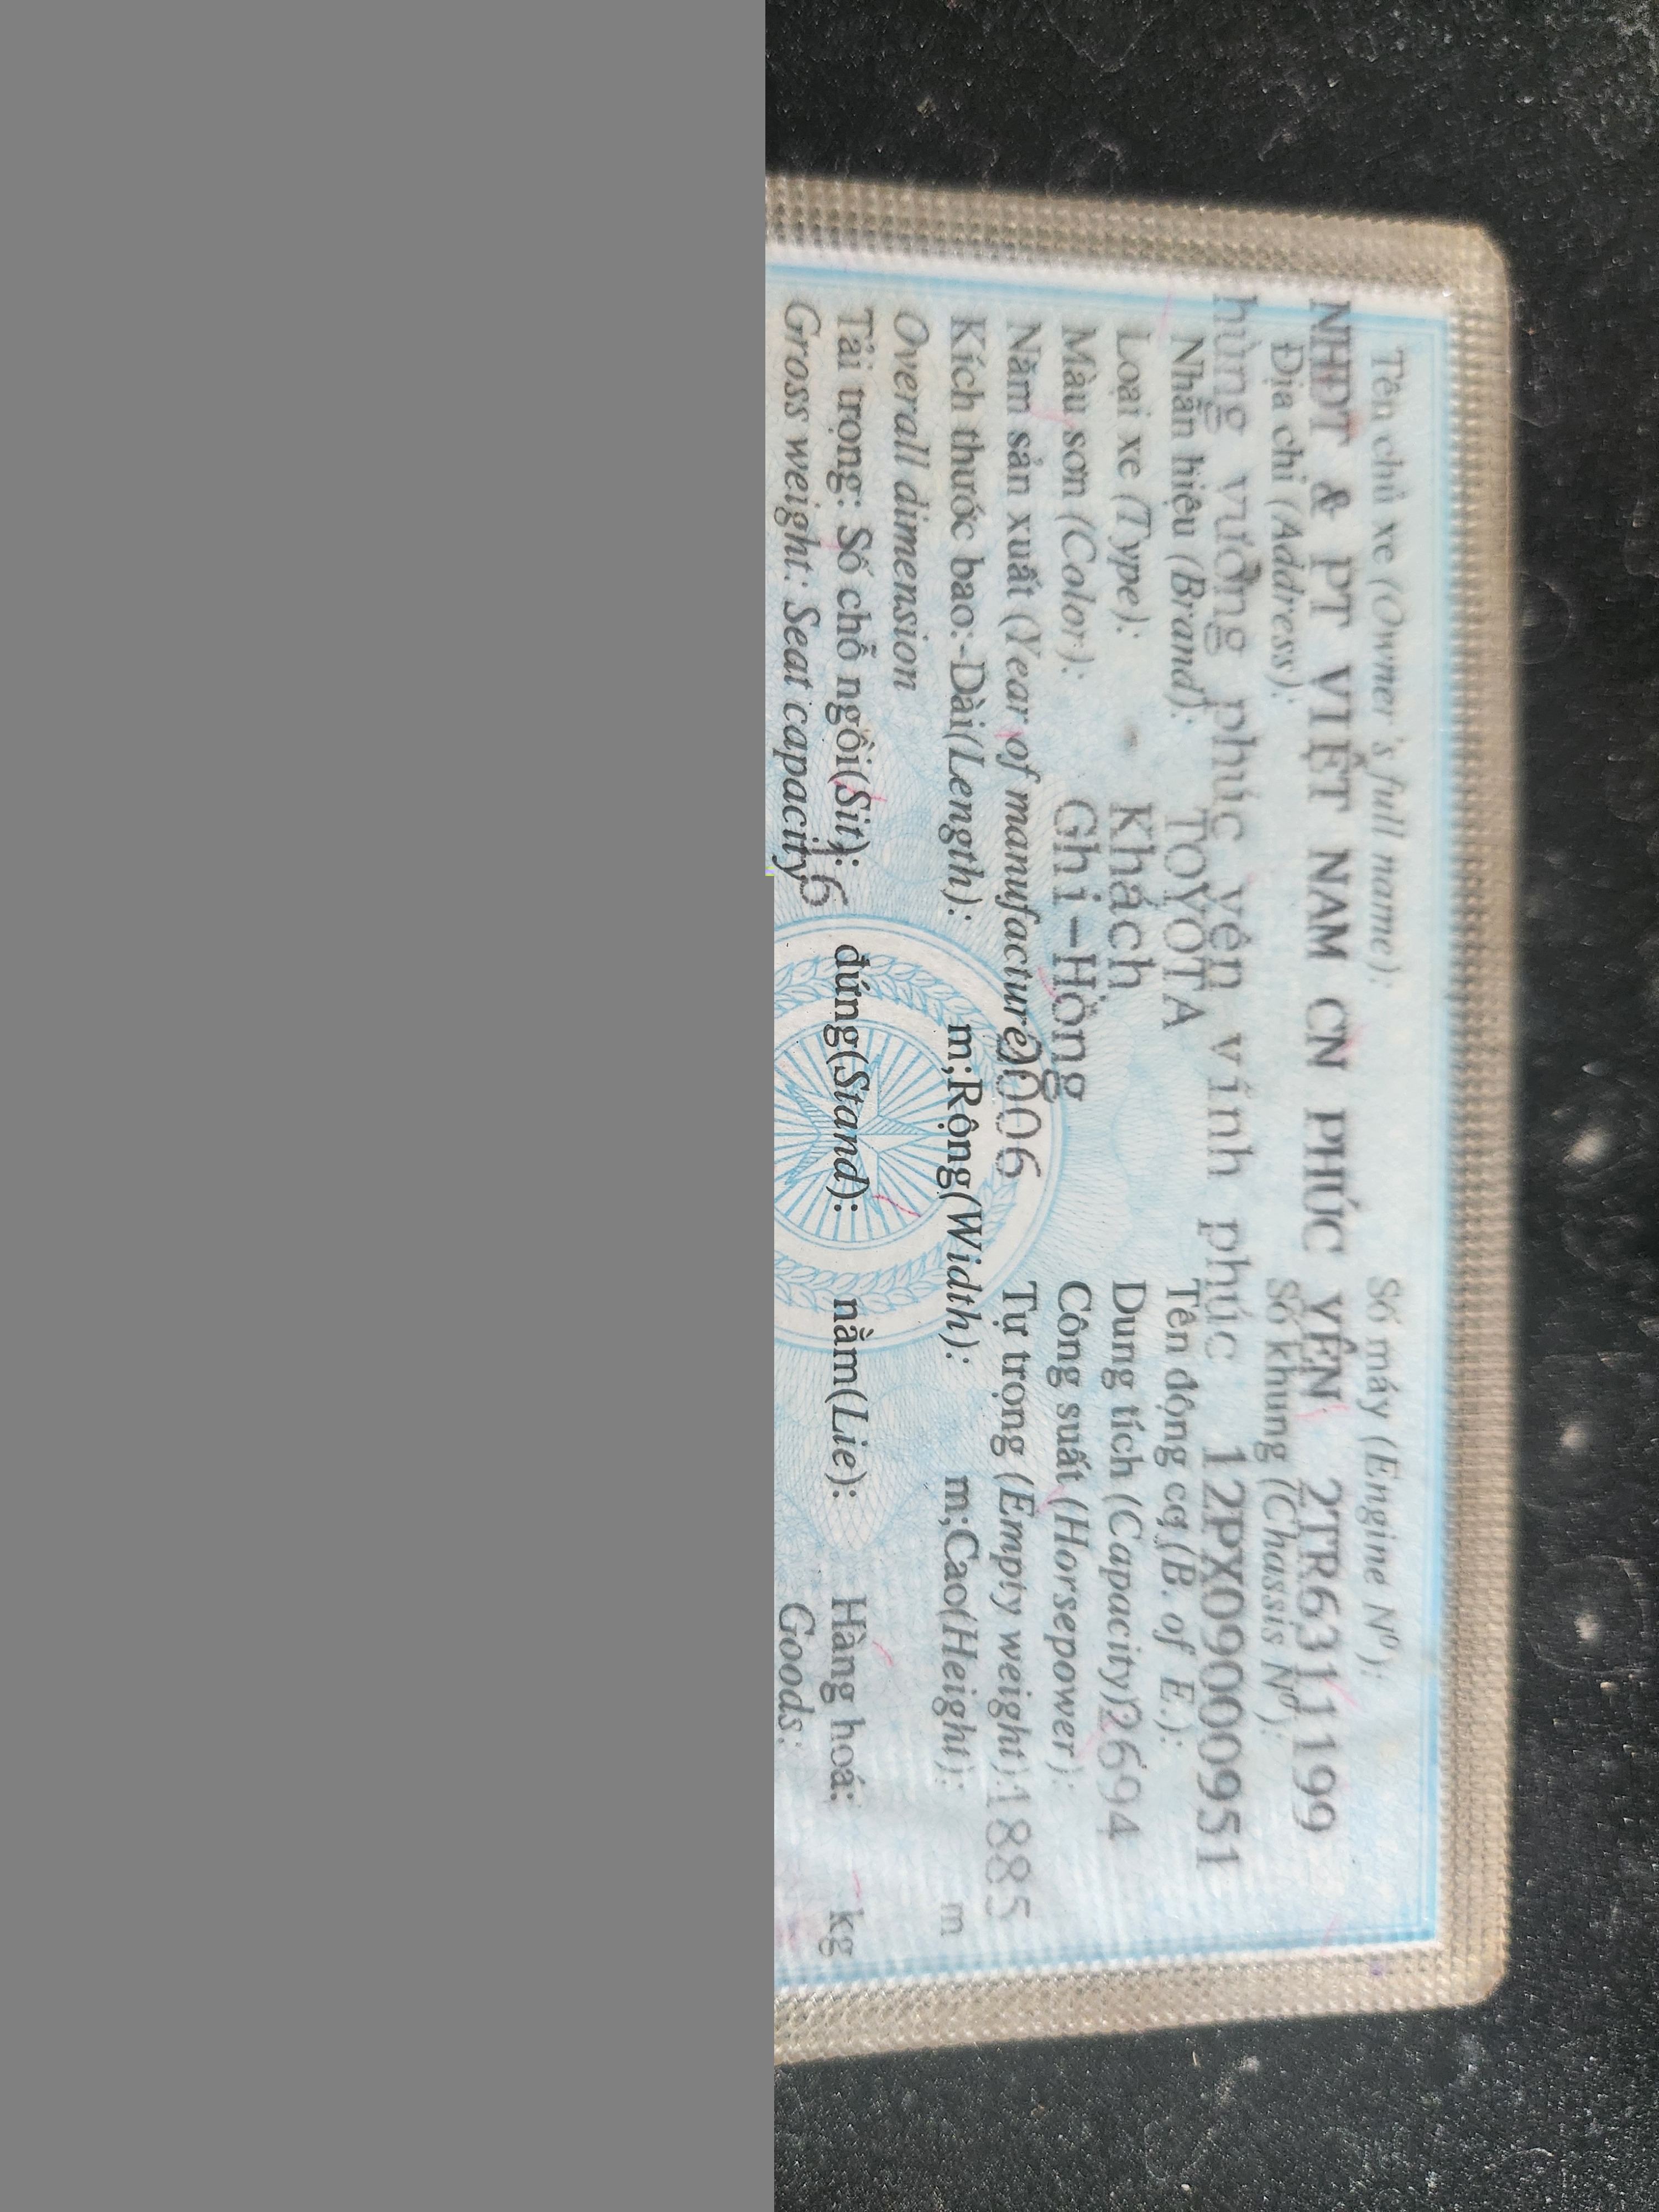 Tên chủ xe (Owner's full name): Số máy (Engine Nº):
NHĐT & PT VIỆT NAM CN PHÚC YÊN 2TR6311199
Địa chỉ (Address): Số khung (Chassis Nº):
hùng vương phúc yên vính phúc 12PX0990000951
Nhãn hiệu (Brand): TOYOTA Tên động cơ (B. of E.):
Loại xe (Type): Khách Dung tích (Capacity) 2694
Màu sơn (Color): Ghi-Hồng Công suất (Horsepower):
Năm sản xuất (Year of manufacture) 2006 Tự trọng (Empty weight): 1885
Kích thước bao:-Dài(Length): m;Rộng(Width): m;Cao(Height): m
Overall dimension
Tải trọng: Số chỗ ngồi(Sit): 16 đứng(Stand): nằm(Lie): Hàng hoá: kg
Gross weight: Seat capacity Goods: